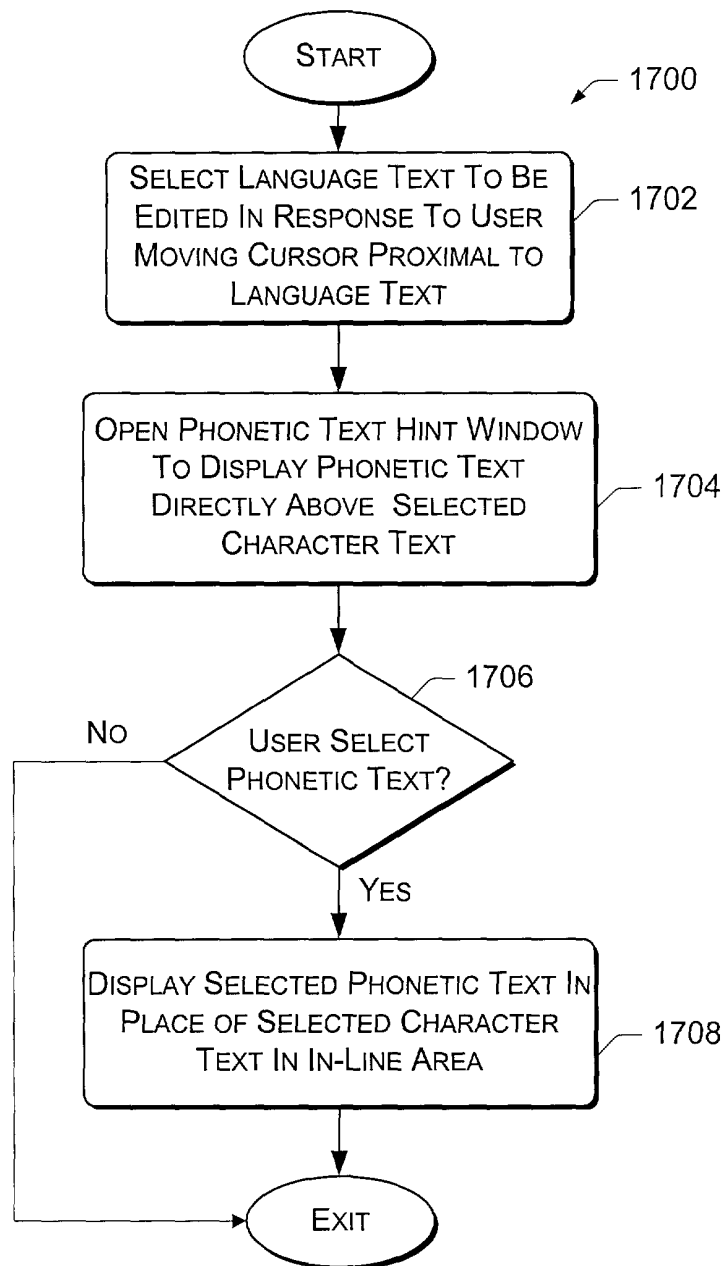 START
1700
SELECT LANGUAGE TEXT TO BE
EDITED IN RESPONSE TO USER
MOVING CURSOR PROXIMAL TO
LANGUAGE TEXT
1702
OPEN PHONETIC TEXT HINT WINDOW
TO DISPLAY PHONETIC TEXT
DIRECTLY ABOVE SELECTED
CHARACTER TEXT
1704
1706
NO
USER SELECT
PHONETIC TEXT?
YES
DISPLAY SELECTED PHONETIC TEXT IN
PLACE OF SELECTED CHARACTER
TEXT IN IN-LINE AREA
1708
EXIT